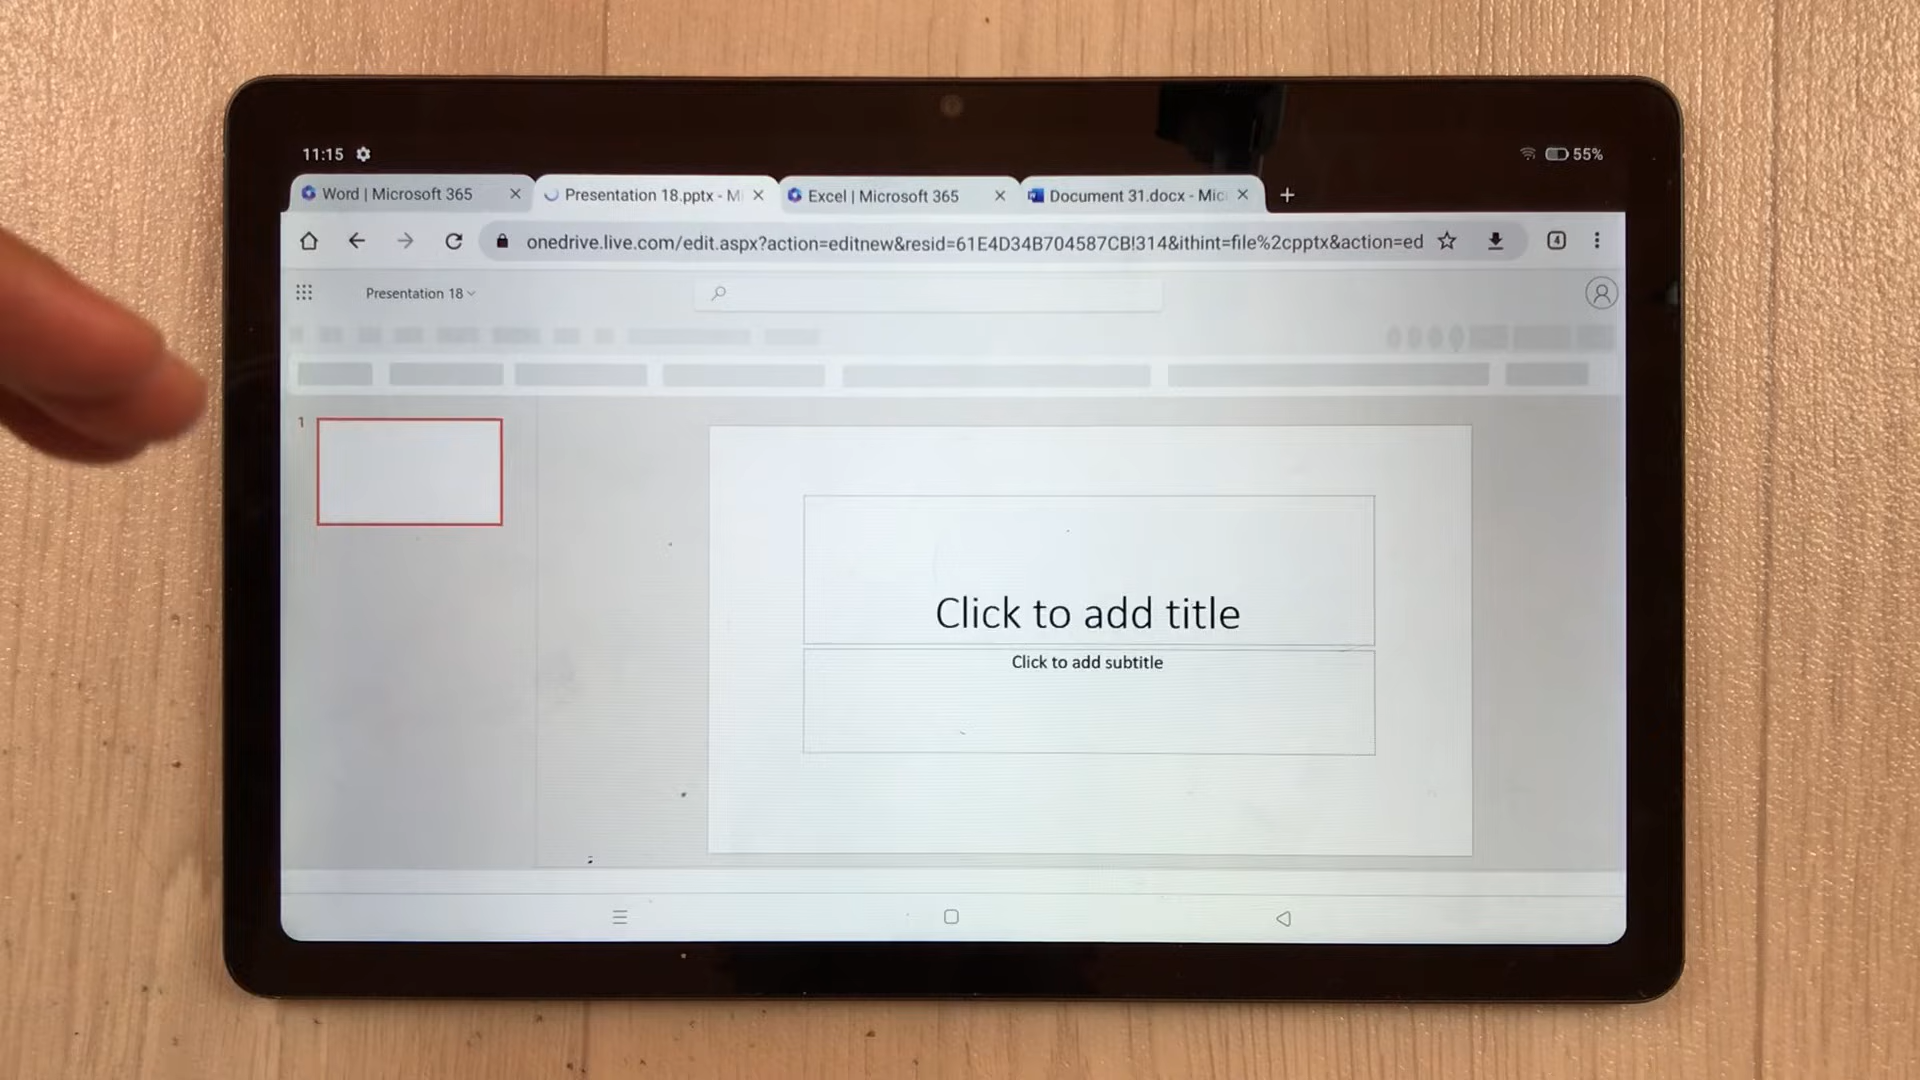 11:15
55%
Word | Microsoft 365
Presentation 18.pptx - M
Excel | Microsoft 365
Document 31.docx - Mic
onedrive.live.com/edit.aspx?action=editnew&resid=61E4D34B704587CB!314&ithint=file%2cpptx&action=ed
4
Presentation 18
1
Click to add title
Click to add subtitle